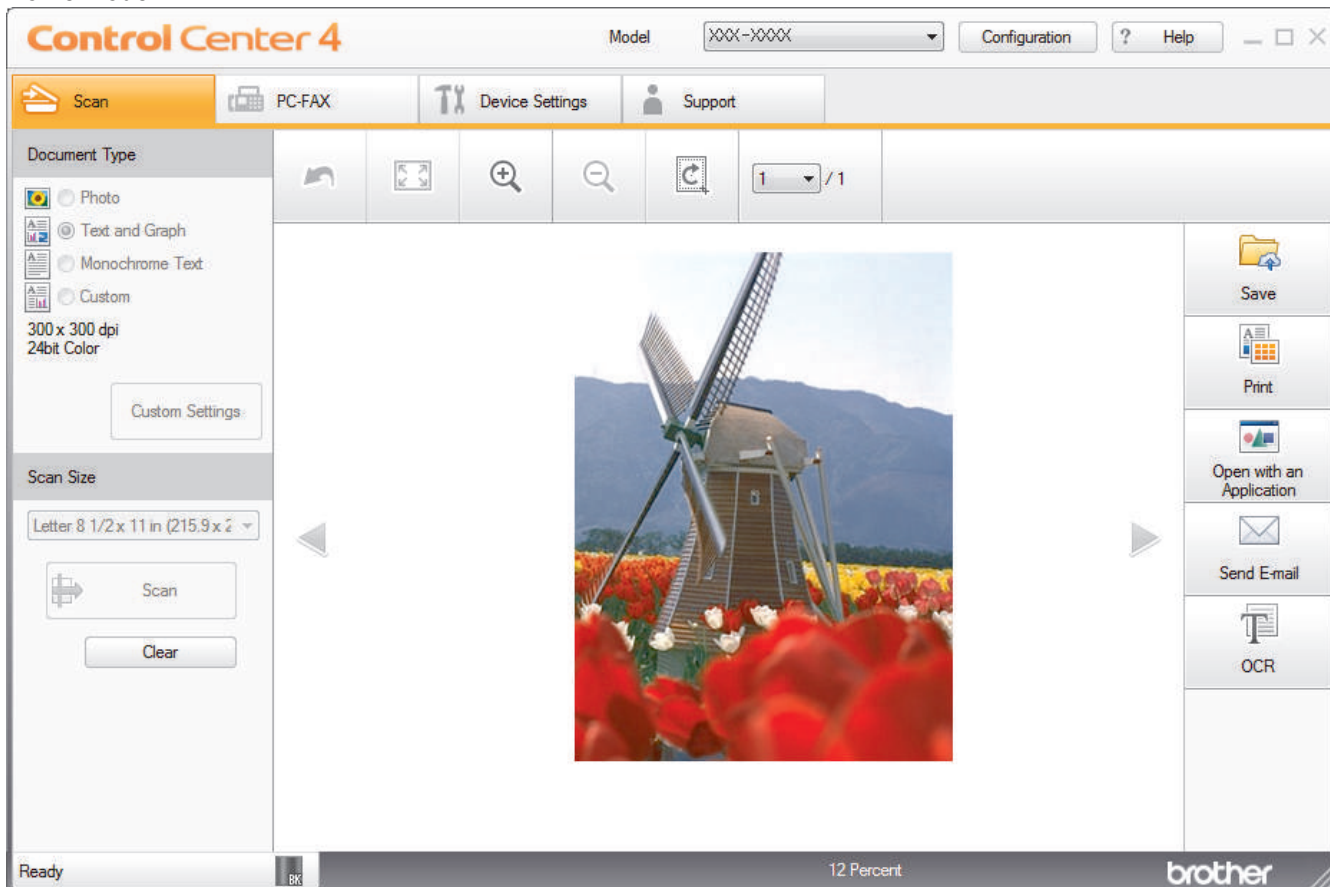 Control Center 4
Model XXX-XXXX Configuration ? Help
Scan PC-FAX Device Settings Support
Document Type
Photo
Text and Graph
Monochrome Text
Custom
300 x 300 dpi
24bit Color
Custom Settings
Scan Size
Letter 8 1/2 x 11 in (215.9 x 2
Scan
Clear
1 / 1
Save
Print
Open with an
Application
Send E-mail
OCR
Ready BK 12 Percent brother